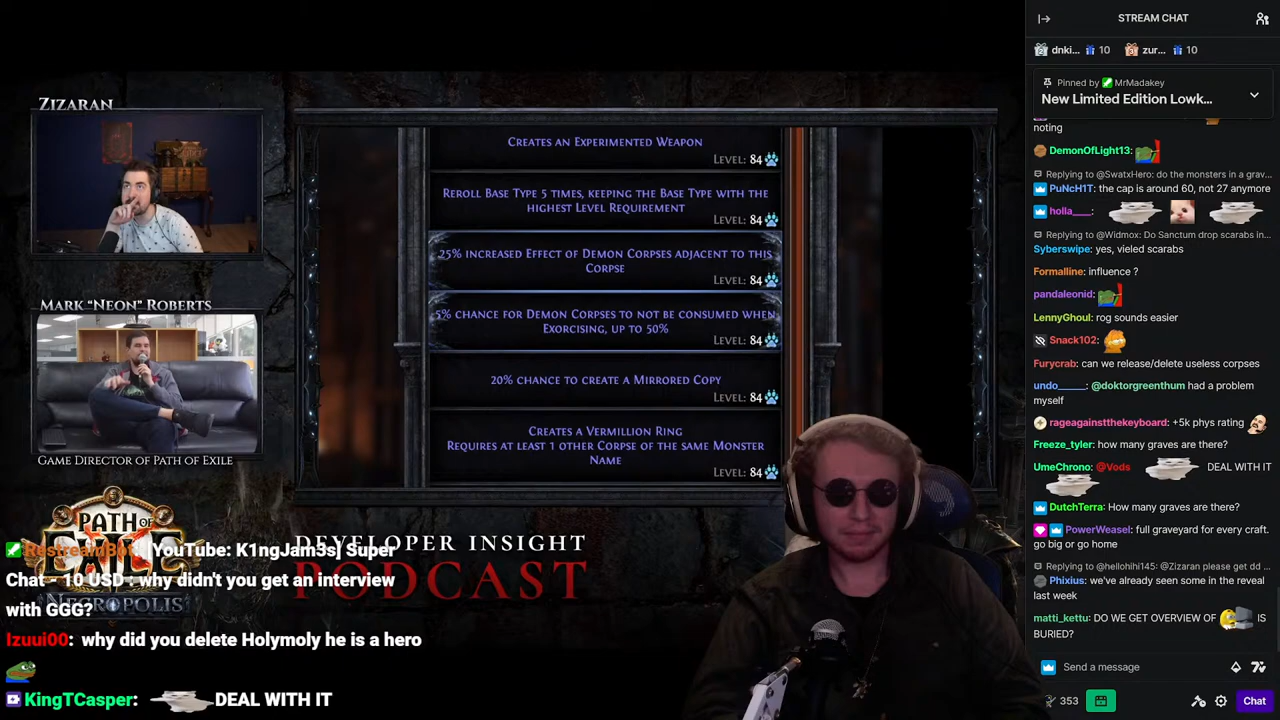 ZIZARAN
MARK "NEON" ROBERTS
GAME DIRECTOR OF PATH OF EXILE
CREATES AN EXPERIMENTED WEAPON
LEVEL: 84
REROLL BASE TYPE 5 TIMES, KEEPING THE BASE TYPE WITH THE
HIGHEST LEVEL REQUIREMENT
LEVEL: 84
25% INCREASED EFFECT OF DEMON CORPSES ADJACENT TO THIS
CORPSE
LEVEL: 84
5% CHANCE FOR DEMON CORPSES TO NOT BE CONSUMED WHEN
EXORCISING, UP TO 50%
LEVEL: 84
20% CHANCE TO CREATE A MIRRORED COPY
LEVEL: 84
CREATES A VERMILLION RING
REQUIRES AT LEAST 1 OTHER CORPSE OF THE SAME MONSTER
NAME
LEVEL: 84
PATH OF
NECROPOLIS
DEVELOPER INSIGHT
PODCAST
RestreamBot: [YouTube: K1ngJam3s] Super
Chat - 10 USD : why didn't you get an interview
with GGG?
Izuui00: why did you delete Holymoly he is a hero
KingTCasper: DEAL WITH IT
STREAM CHAT
dnki... 10 zur... 10
Pinned by MrMadakey
New Limited Edition Lowk...
noting
DemonOfLight13:
Replying to @SwatxHero: do the monsters in a grav...
PuNcH1T: the cap is around 60, not 27 anymore
holla____:
Replying to @Widmox: Do Sanctum drop scarabs in...
Syberswipe: yes, vieled scarabs
Formalline: influence ?
pandaleonid:
LennyGhoul: rog sounds easier
Snack102:
Furycrab: can we release/delete useless corpses
undo______: @doktorgreenthum had a problem
myself
rageagainstthekeyboard: +5k phys rating
Freeze_tyler: how many graves are there?
UmeChrono: @Vods DEAL WITH IT
DutchTerra: How many graves are there?
PowerWeasel: full graveyard for every craft.
go big or go home
Replying to @hellohihi145: @Zizaran please get dd ...
Phixius: we've already seen some in the reveal
last week
matti_kettu: DO WE GET OVERVIEW OF IS
BURIED?
Send a message
353
Chat